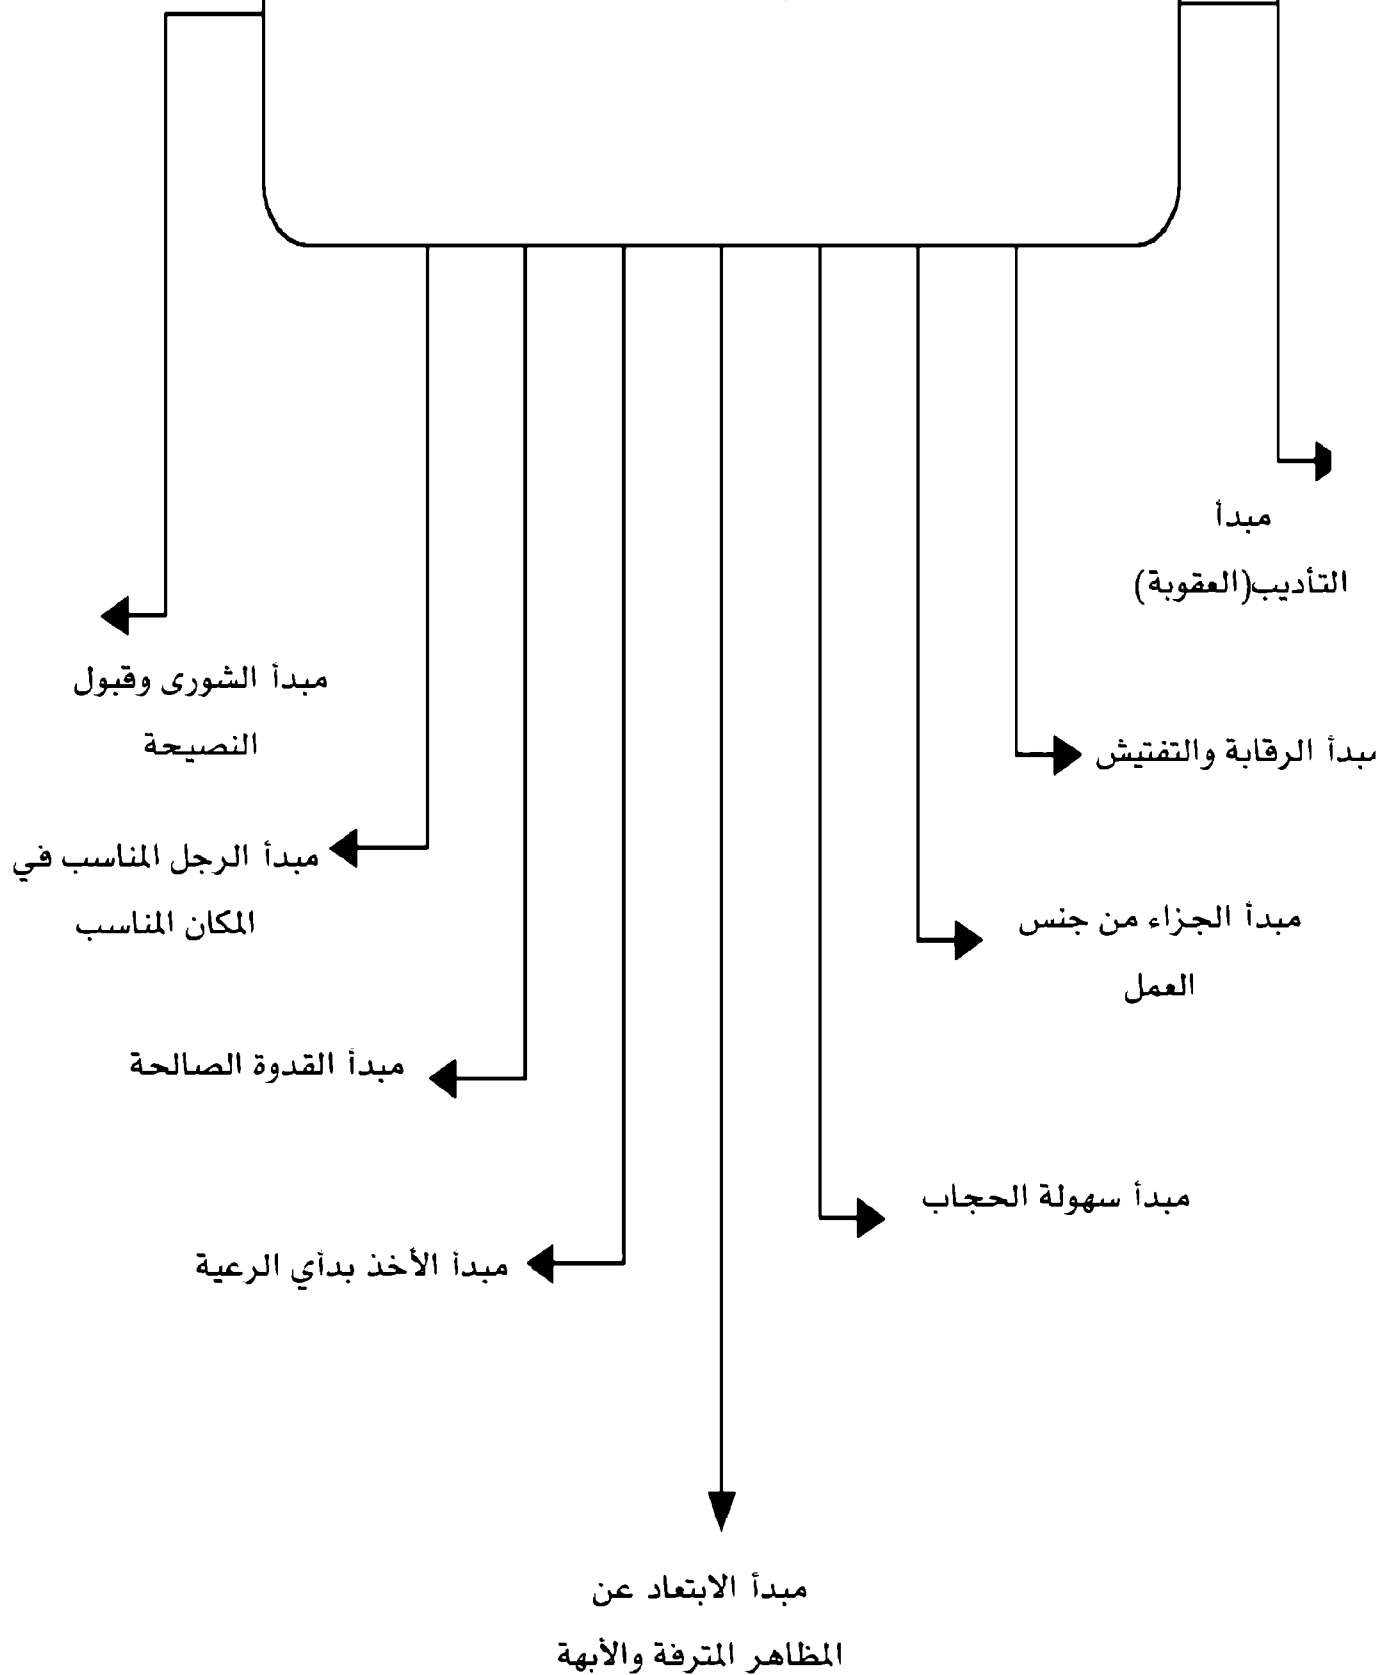 مبدأ
التأديب(العقوبة)
مبدأ الشورى وقبول
النصيحة
مبدأ الرقابة والتفتيش
مبدأ الرجل المناسب في
المكان المناسب
مبدأ الجزاء من جنس
العمل
مبدأ القدوة الصالحة
مبدأ سهولة الحجاب
مبدأ الأخذ بدأي الرعية
مبدأ الابتعاد عن
المظاهر المترفة والأبهة